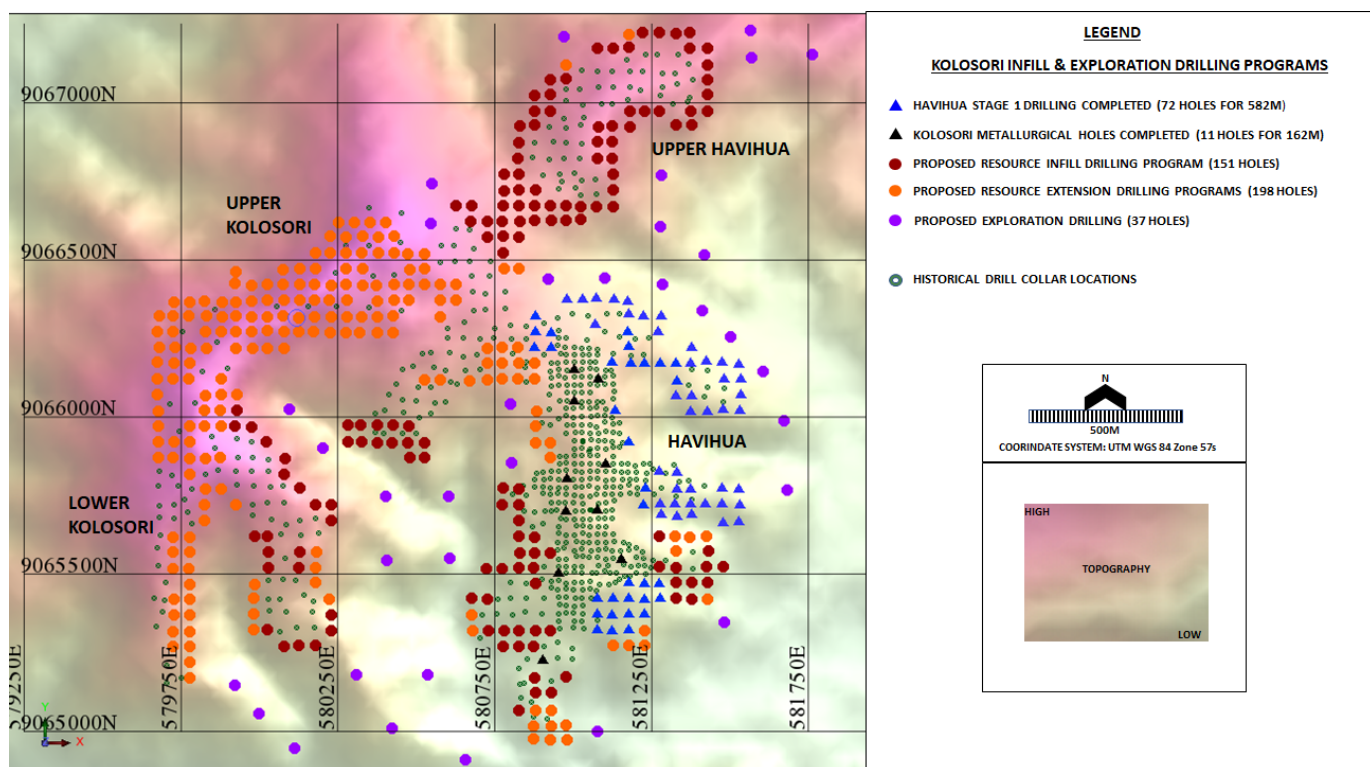 LEGEND
KOLOSORI INFILL & EXPLORATION DRILLING PROGRAMS
HAVIHUA STAGE 1 DRILLING COMPLETED (72 HOLES FOR 582M)
KOLOSORI METALLURGICAL HOLES COMPLETED (11 HOLES FOR 162M)
PROPOSED RESOURCE INFILL DRILLING PROGRAM (151 HOLES)
PROPOSED RESOURCE EXTENSION DRILLING PROGRAMS (198 HOLES)
PROPOSED EXPLORATION DRILLING (37 HOLES)
HISTORICAL DRILL COLLAR LOCATIONS
N
500M
COORINDATE SYSTEM: UTM WGS 84 Zone 57s
HIGH
TOPOGRAPHY
LOW
9067000N
UPPER HAVIHUA
UPPER
KOLOSORI
9066500N
9066000N
HAVIHUA
LOWER
KOLOSORI
9065500N
9065000N
579250E
579750E
580250E
580750E
581250E
581750E
Y
X